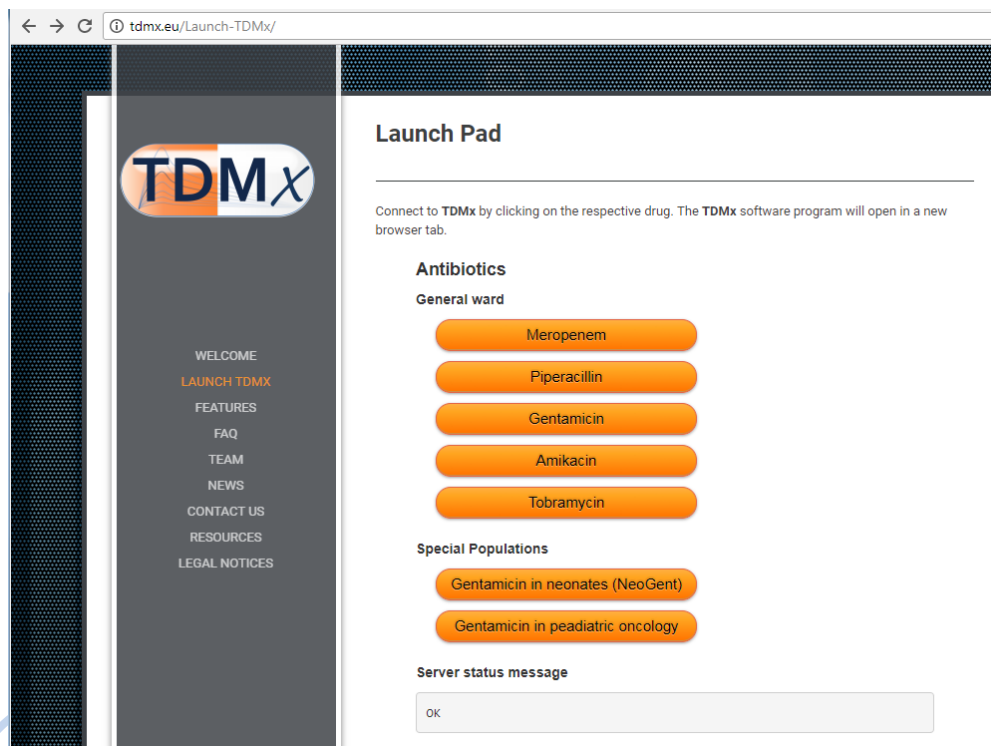 tdmx.eu/Launch-TDMx/
TDMx
WELCOME
LAUNCH TDMX
FEATURES
FAQ
TEAM
NEWS
CONTACT US
RESOURCES
LEGAL NOTICES
Launch Pad
Connect to TDMx by clicking on the respective drug. The TDMx software program will open in a new
browser tab.
Antibiotics
General ward
Meropenem
Piperacillin
Gentamicin
Amikacin
Tobramycin
Special Populations
Gentamicin in neonates (NeoGent)
Gentamicin in peadiatric oncology
Server status message
OK